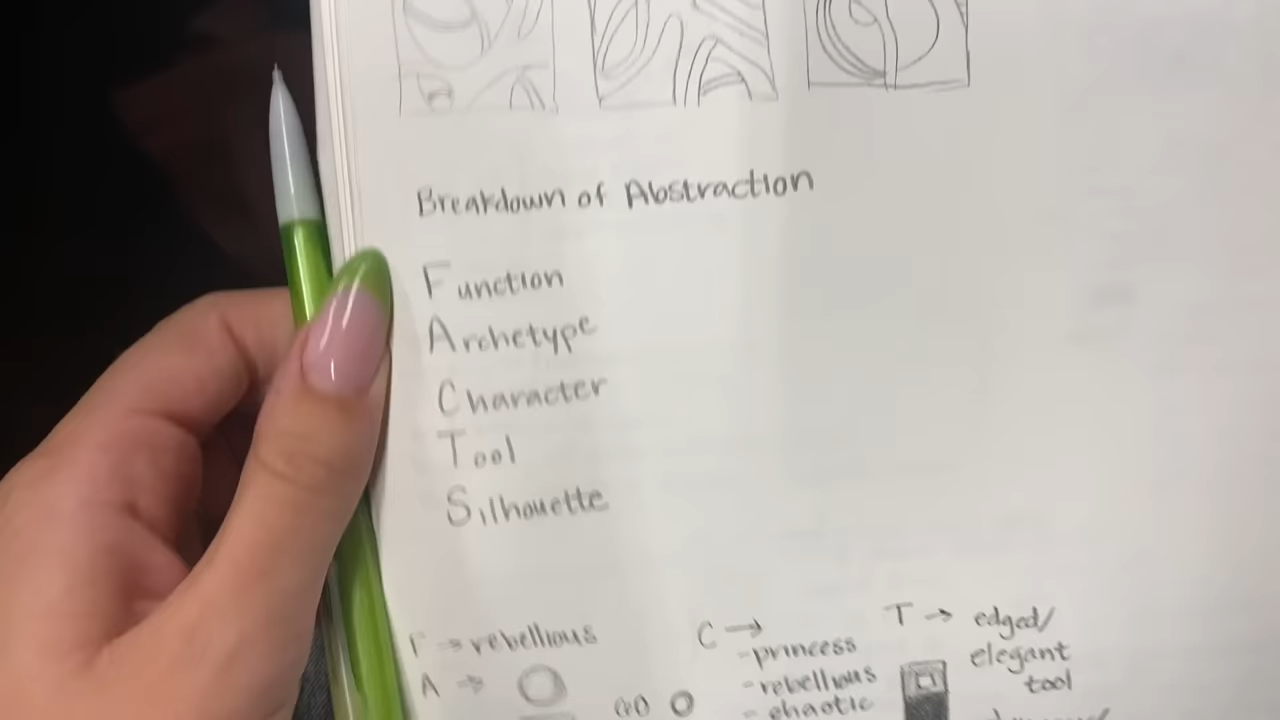 Breakdown of Abstraction
Function
Archetype
Character
Tool
Silhouette
F → rebellious
A →
C →
- princess
- rebellious
- chaotic
T → edged/
elegant
tool